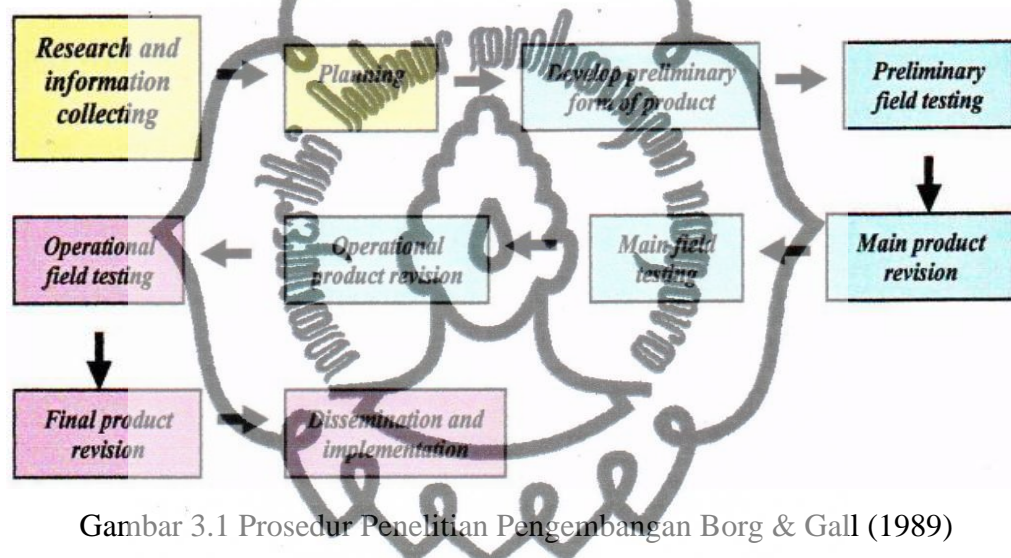 Research and
information
collecting
Planning
Develop preliminary
form of product
Preliminary
field testing
Main product
revision
Main field
testing
Operational
product revision
Operational
field testing
Final product
revision
Dissemination and
implementation
Gambar 3.1 Prosedur Penelitian Pengembangan Borg & Gall (1989)